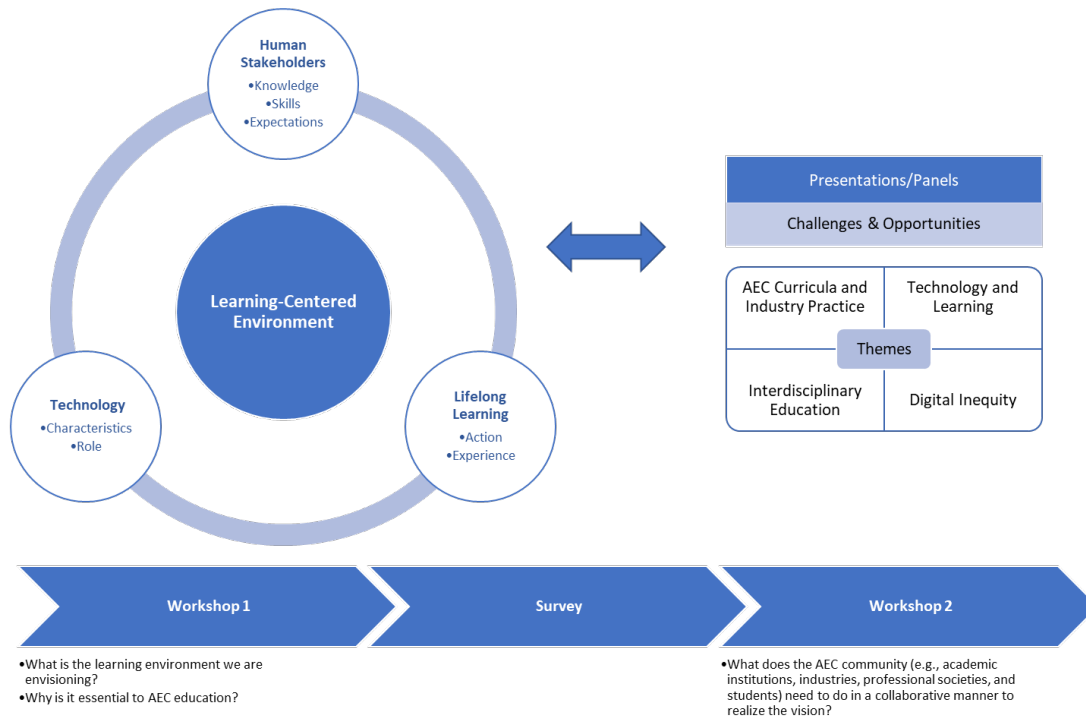 Human
Stakeholders
•Knowledge
•Skills
•Expectations
Learning-Centered
Environment
Technology
•Characteristics
•Role
Lifelong
Learning
•Action
•Experience
Presentations/Panels
Challenges & Opportunities
AEC Curricula and
Industry Practice
Technology and
Learning
Themes
Interdisciplinary
Education
Digital Inequity
Workshop 1
Survey
Workshop 2
•What is the learning environment we are
envisioning?
•Why is it essential to AEC education?
•What does the AEC community (e.g., academic
institutions, industries, professional societies, and
students) need to do in a collaborative manner to
realize the vision?